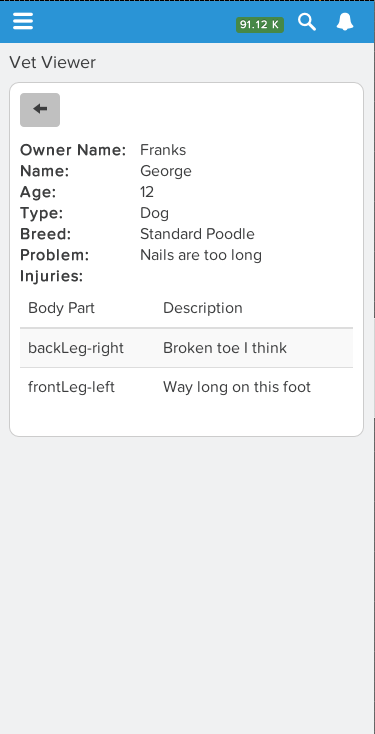 91.12 K
Vet Viewer
Owner Name: Franks
Name: George
Age: 12
Type: Dog
Breed: Standard Poodle
Problem: Nails are too long
Injuries:
Body Part Description
backLeg-right Broken toe I think
frontLeg-left Way long on this foot